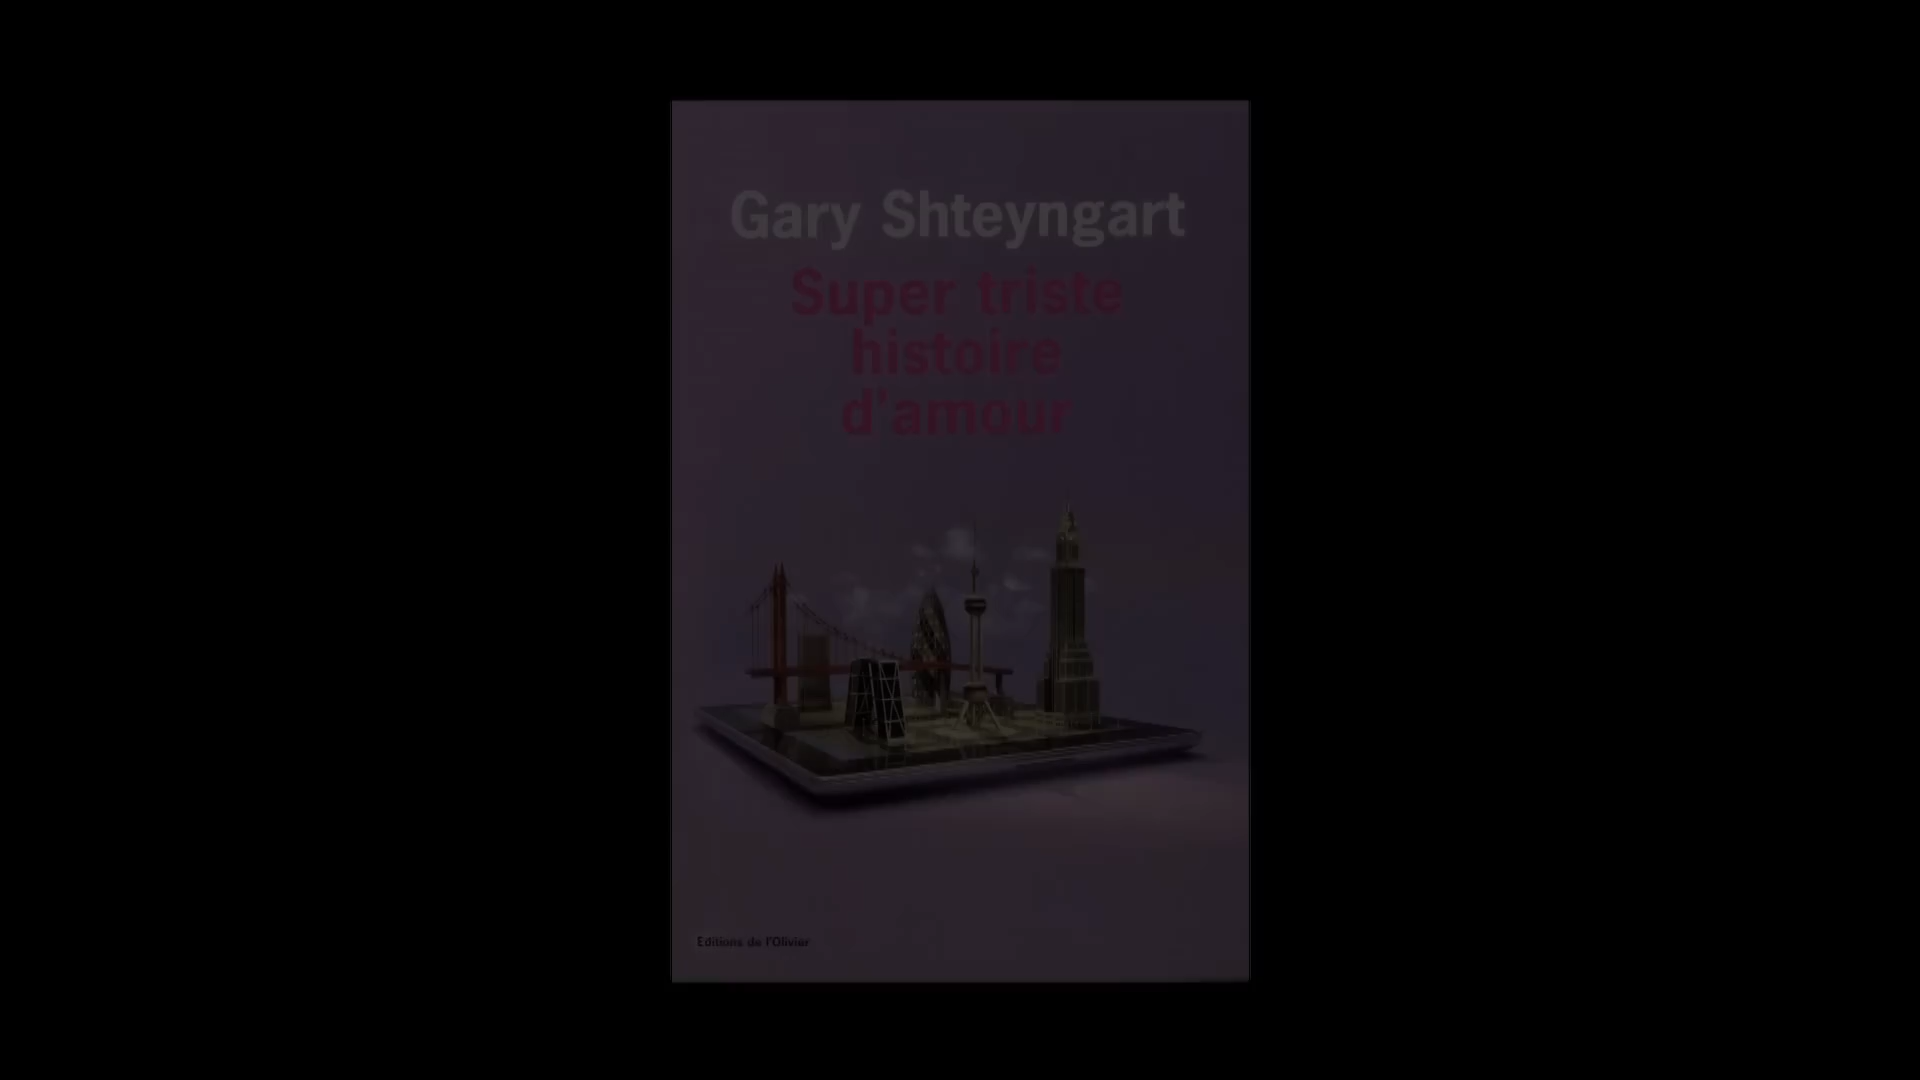 Gary Shteyngart
Super triste
histoire
d'amour
Editions de l'Olivier